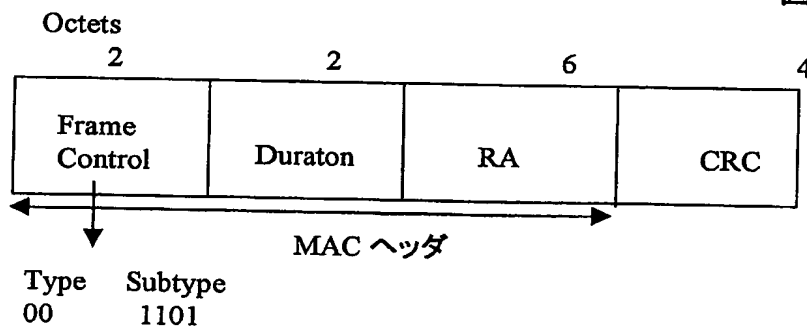 Octets
2 2 6 4
Frame Control
Duraton
RA
CRC
MAC ヘッダ
Type Subtype
00 1101